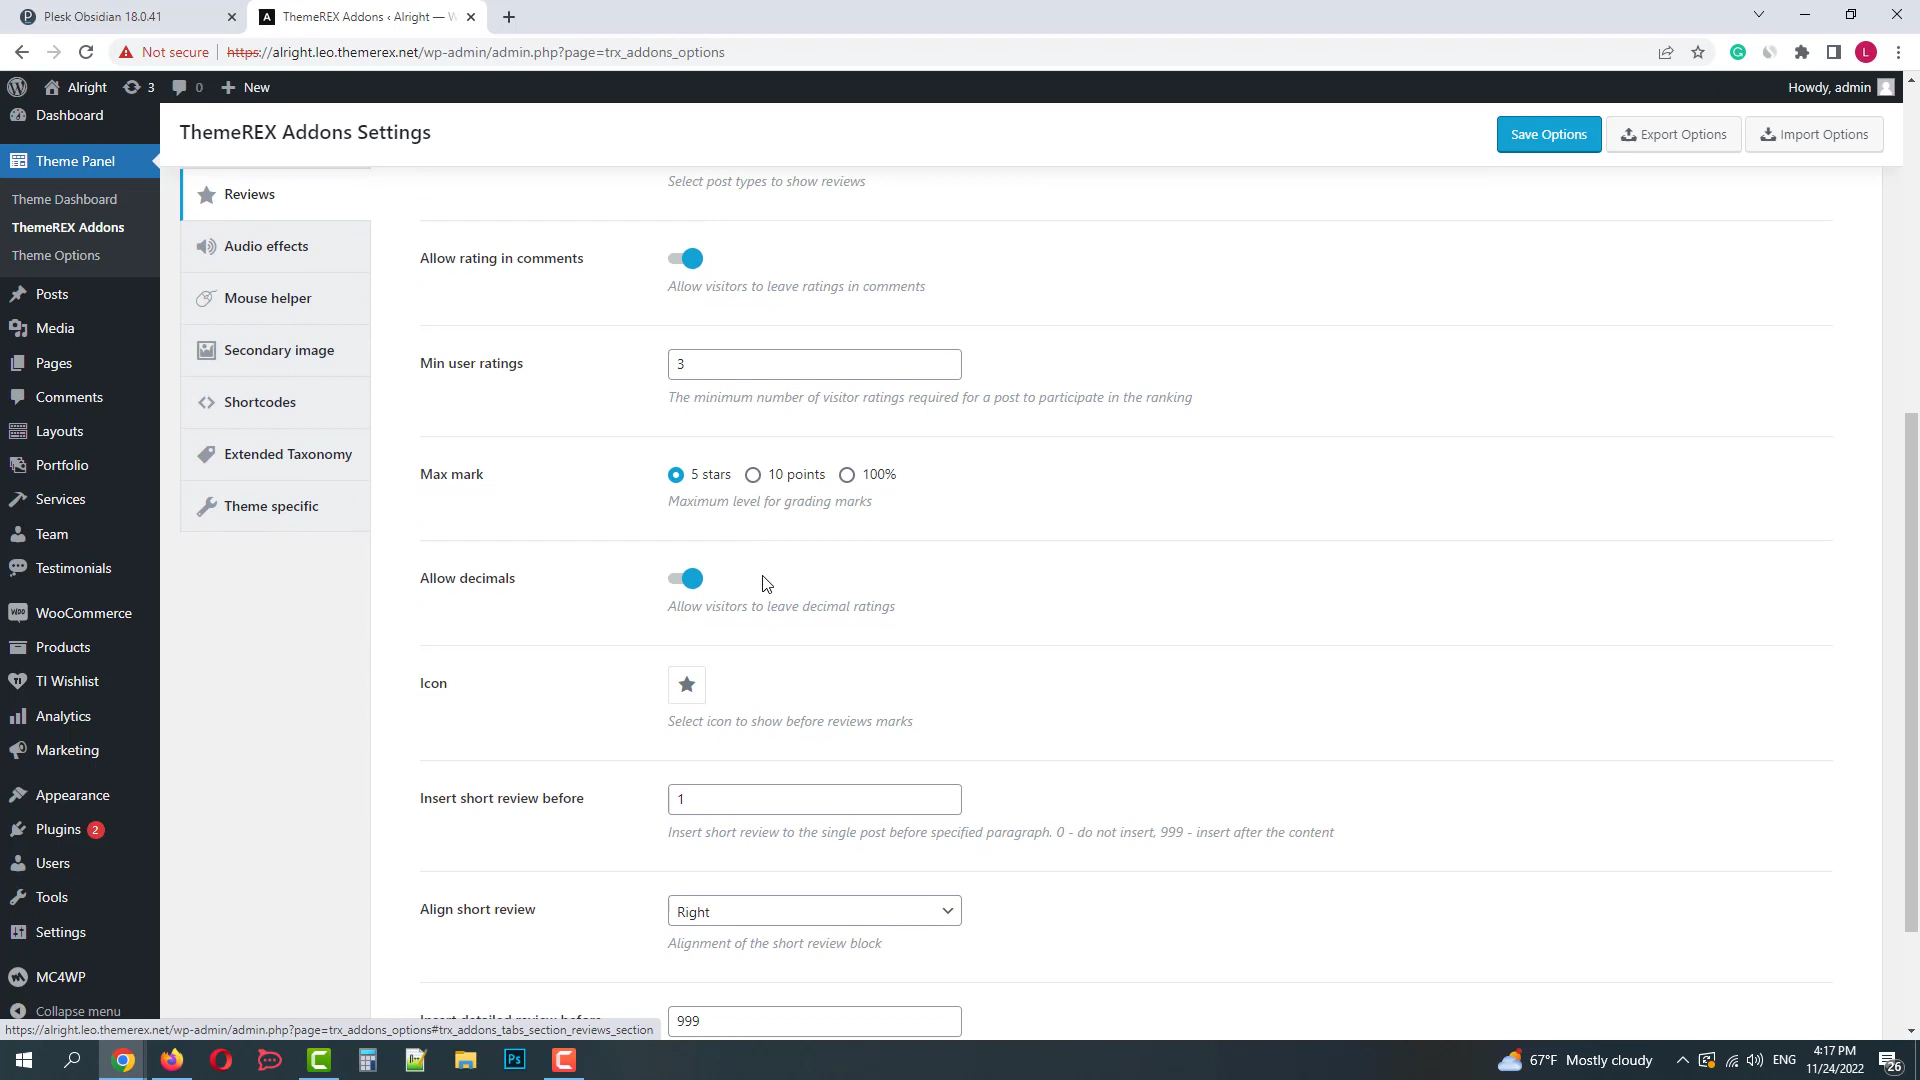 Plesk Obsidian 18.0.41
A ThemeREX Addons ‹ Alright — W
Not secure https://alright.leo.themerex.net/wp-admin/admin.php?page=trx_addons_options
L
Alright 3 0 New
Howdy, admin
Dashboard
Theme Panel
Theme Dashboard
ThemeREX Addons
Theme Options
Posts
Media
Pages
Comments
Layouts
Portfolio
Services
Team
Testimonials
WooCommerce
Products
TI Wishlist
Analytics
Marketing
Appearance
Plugins 2
Users
Tools
Settings
MC4WP
Collapse menu
ThemeREX Addons Settings
Save Options Export Options Import Options
Reviews
Audio effects
Mouse helper
Secondary image
Shortcodes
Extended Taxonomy
Theme specific
Select post types to show reviews
Allow rating in comments
Allow visitors to leave ratings in comments
Min user ratings 3
The minimum number of visitor ratings required for a post to participate in the ranking
Max mark 5 stars 10 points 100%
Maximum level for grading marks
Allow decimals
Allow visitors to leave decimal ratings
Icon
Select icon to show before reviews marks
Insert short review before 1
Insert short review to the single post before specified paragraph. 0 - do not insert, 999 - insert after the content
Align short review Right
Alignment of the short review block
Insert detailed review before 999
https://alright.leo.themerex.net/wp-admin/admin.php?page=trx_addons_options#trx_addons_tabs_section_reviews_section
Ps
67°F Mostly cloudy
ENG
4:17 PM
11/24/2022
26